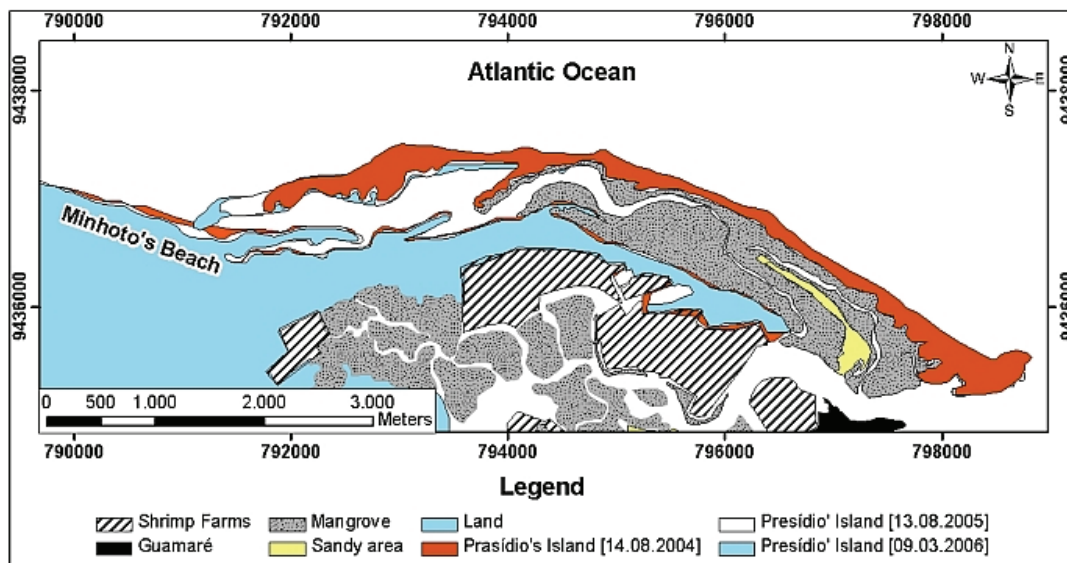 790000 792000 794000 796000 798000
Atlantic Ocean
N
W E
S
9438000 9438000
Minhoto's Beach
9436000 9436000
0 500 1.000 2,000 3.000
Meters
790000 792000 794000 796000 798000
Legend
Shrimp Farms Mangrove Land Presídio' Island [13.08.2005]
Guamaré Sandy area Prasídio's Island [14.08.2004] Presídio' Island [09.03.2006]